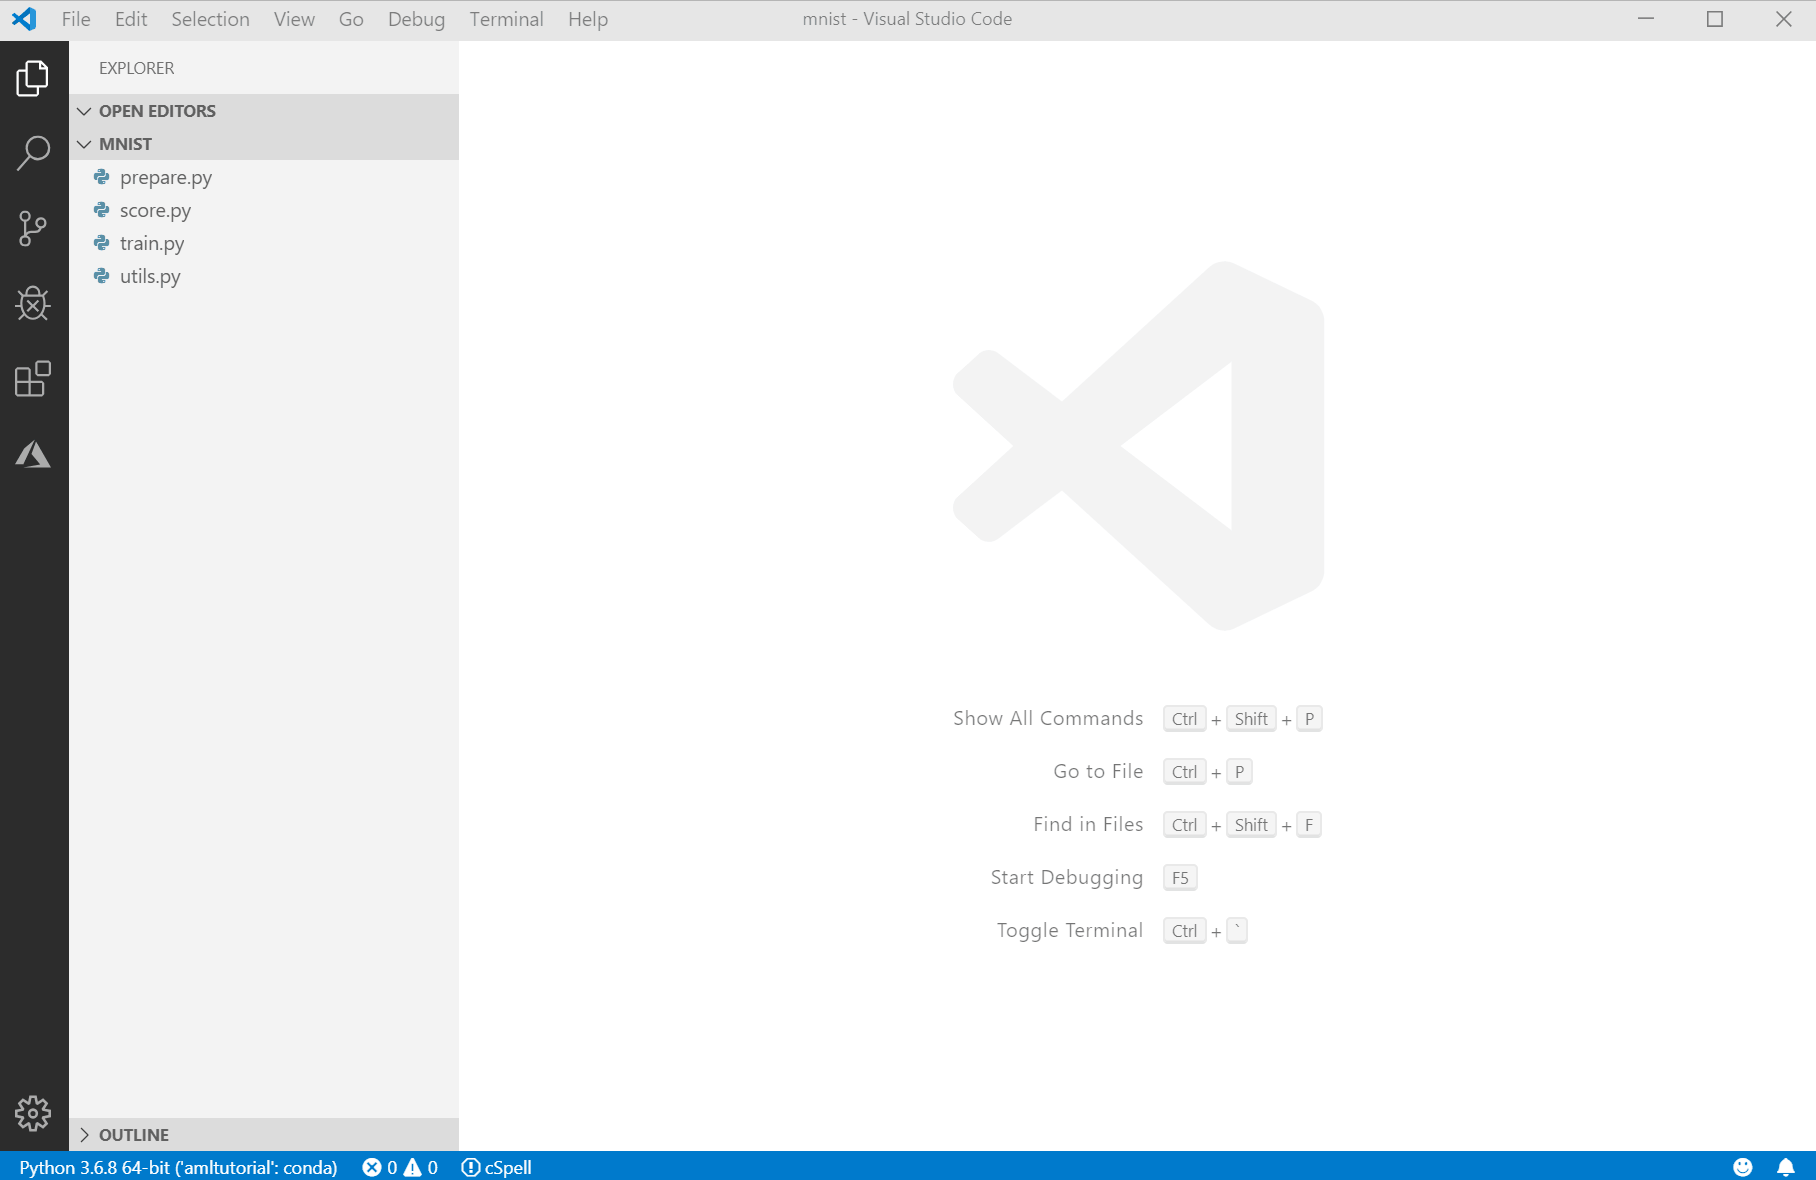 File Edit Selection View Go Debug Terminal Help mnist - Visual Studio Code
EXPLORER
OPEN EDITORS
MNIST
prepare.py
score.py
train.py
utils.py
Show All Commands Ctrl + Shift + P
Go to File Ctrl + P
Find in Files Ctrl + Shift + F
Start Debugging F5
Toggle Terminal Ctrl + `
OUTLINE
Python 3.6.8 64-bit ('amltutorial': conda) 0 0 cSpell